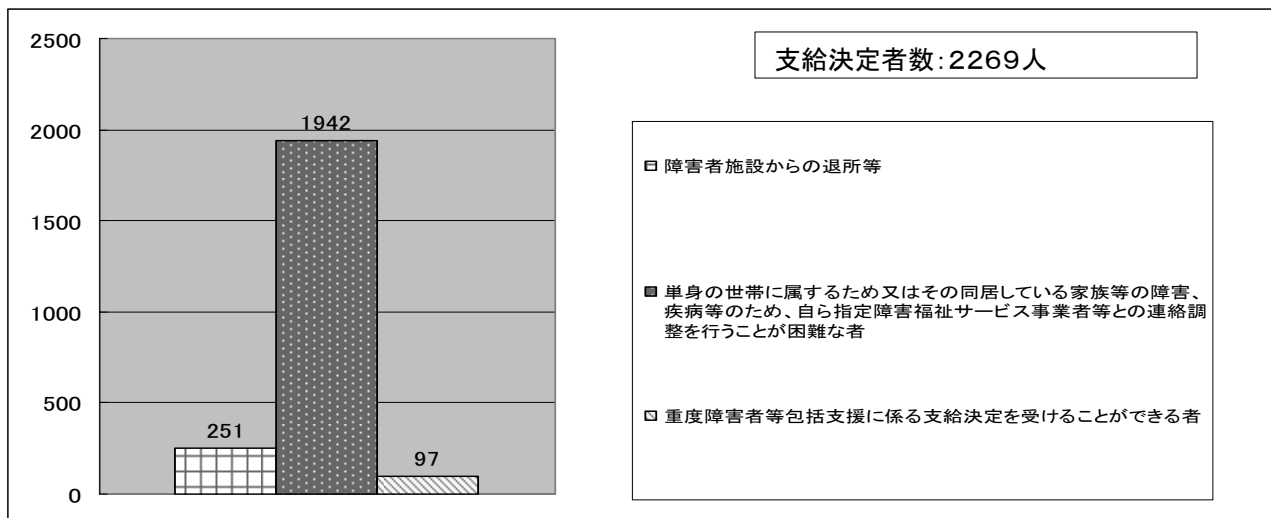 支給決定者数:2269人
2500
2000
1500
1000
500
0
251
1942
97
障害者施設からの退所等
単身の世帯に属するため又はその同居している家族等の障害、
疾病等のため、自ら指定障害福祉サービス事業者等との連絡調
整を行うことが困難な者
重度障害者等包括支援に係る支給決定を受けることができる者